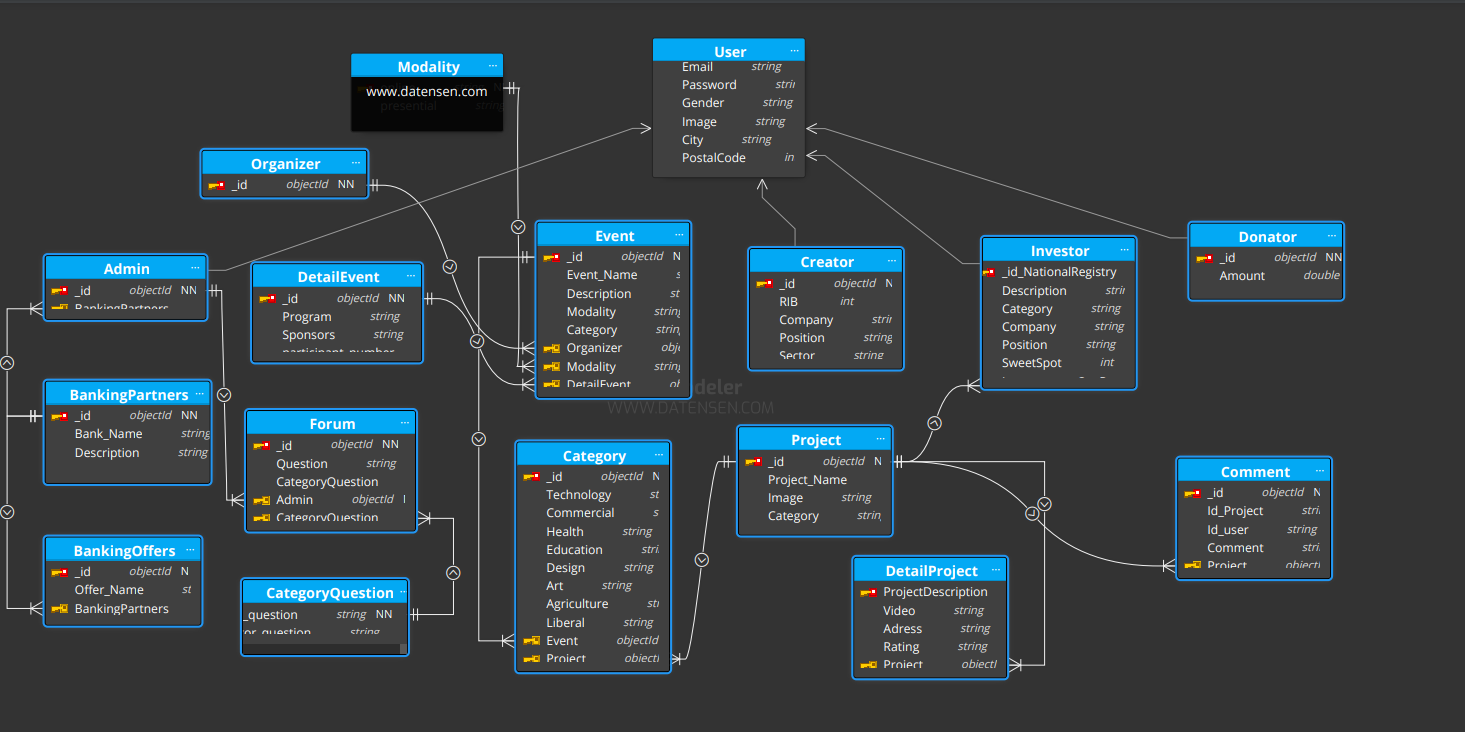 User
Email string
Password strin
Gender string
Image string
City string
PostalCode in
Modality
www.datensen.com
presential string
Organizer
_id objectId NN
Admin
_id objectId NN
BankingPartners
DetailEvent
_id objectId NN
Program string
Sponsors string
participant_number
Event
_id objectId N
Event_Name s
Description st
Modality string
Category string
Organizer obje
Modality string
DetailEvent ob
Creator
_id objectId N
RIB int
Company strin
Position string
Sector string
Investor
_id_NationalRegistry
Description strin
Category string
Company string
Position string
SweetSpot int
Donator
_id objectId NN
Amount double
BankingPartners
_id objectId NN
Bank_Name string
Description string
Forum
_id objectId NN
Question string
CategoryQuestion
Admin objectId
CategoryQuestion
Category
_id objectId N
Technology st
Commercial s
Health string
Education stri
Design string
Art string
Agriculture stri
Liberal string
Event objectId
Project objectI
deler
WWW.DATENSEN.COM
Project
_id objectId N
Project_Name
Image string
Category strin
Comment
_id objectId N
Id_Project stri
Id_user string
Comment stri
Project objectI
BankingOffers
_id objectId N
Offer_Name st
BankingPartners
CategoryQuestion
_question string NN
or_question string
DetailProject
ProjectDescription
Video string
Adress string
Rating string
Project objectI